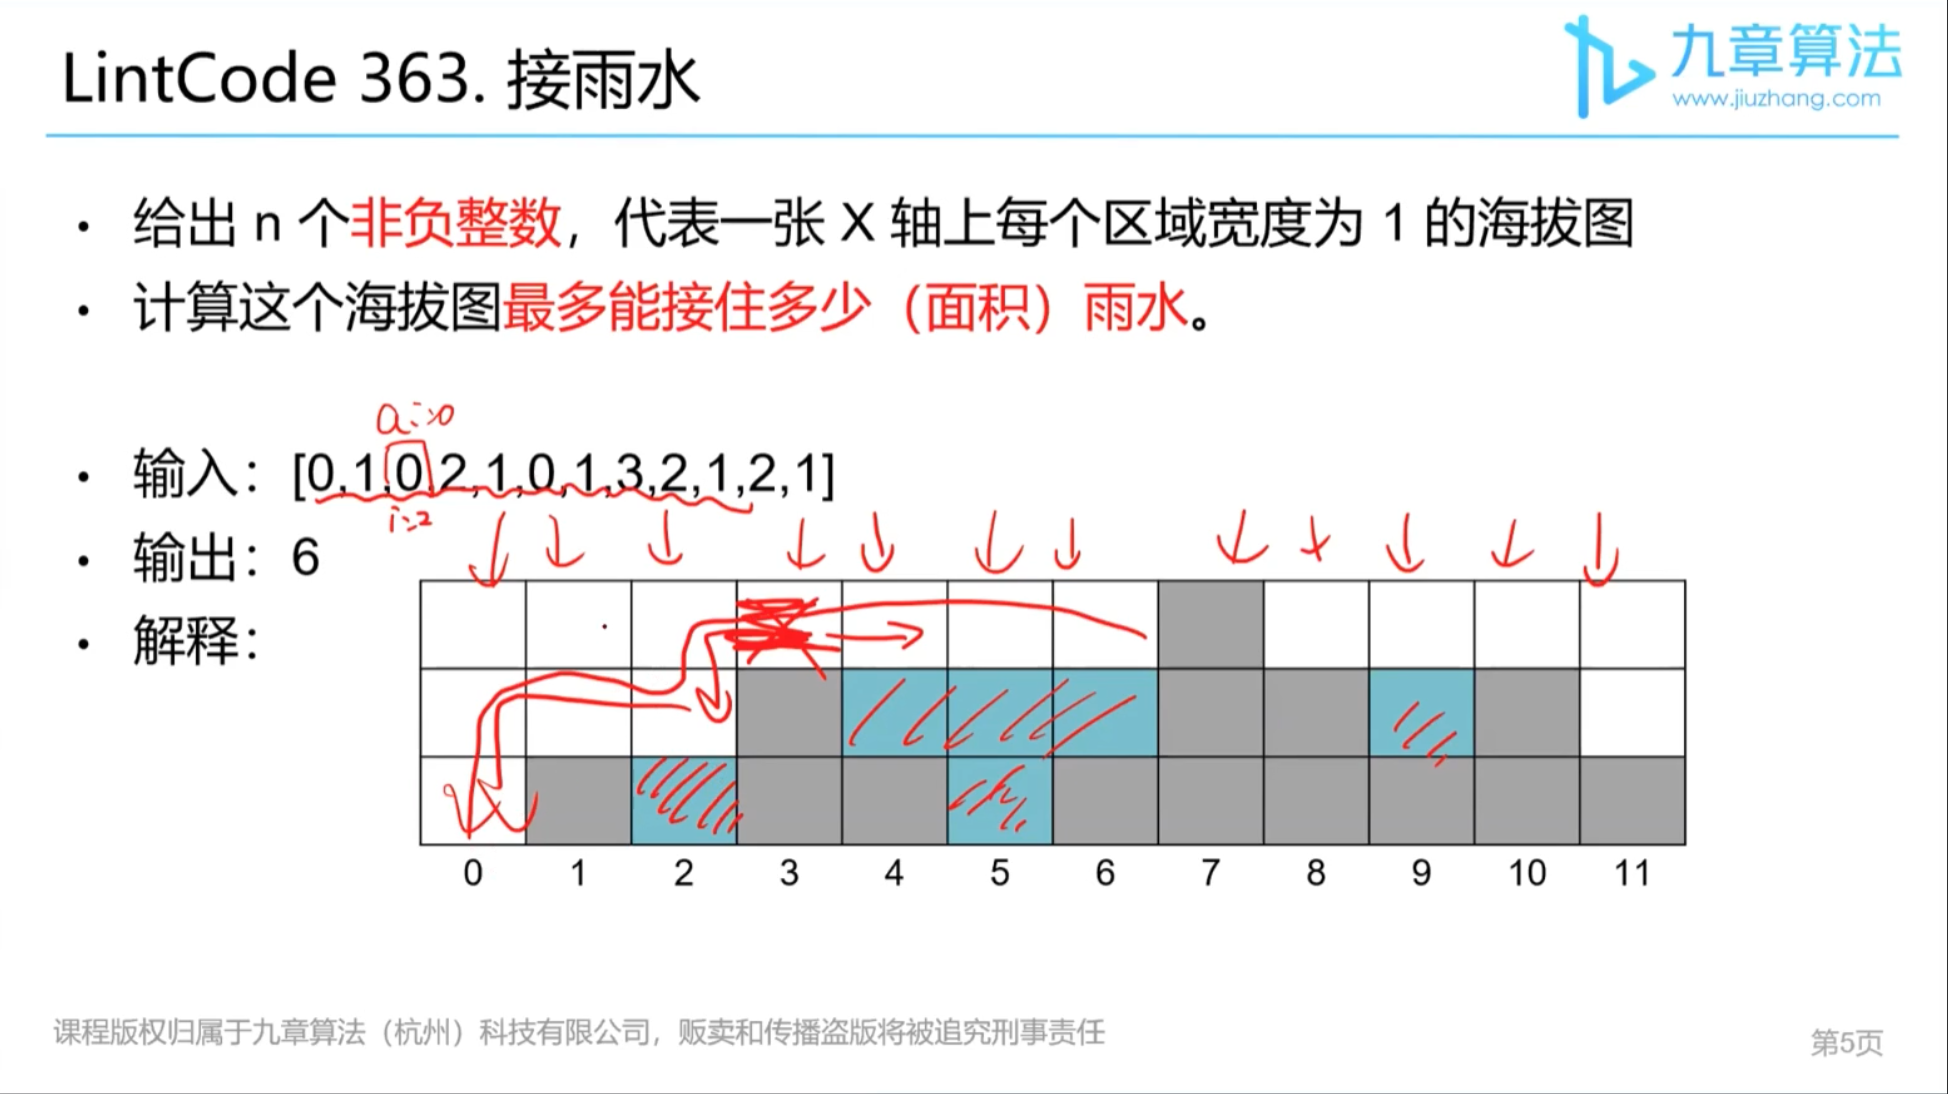 LintCode 363. 接雨水
九章算法
www.jiuzhang.com
• 给出 n 个非负整数，代表一张 X 轴上每个区域宽度为 1 的海拔图
• 计算这个海拔图最多能接住多少（面积）雨水。
• 输入：[0,1,0,2,1,0,1,3,2,1,2,1]
i=2
• 输出：6
• 解释：
0 1 2 3 4 5 6 7 8 9 10 11
课程版权归属于九章算法（杭州）科技有限公司，贩卖和传播盗版将被追究刑事责任
第5页